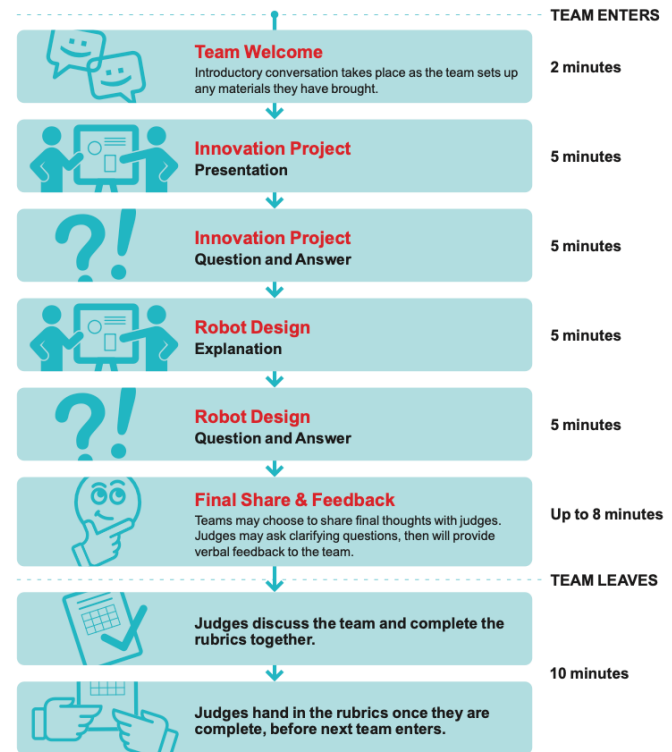 TEAM ENTERS
Team Welcome
Introductory conversation takes place as the team sets up
any materials they have brought.
2 minutes
Innovation Project
Presentation
5 minutes
Innovation Project
Question and Answer
5 minutes
Robot Design
Explanation
5 minutes
Robot Design
Question and Answer
5 minutes
Final Share & Feedback
Teams may choose to share final thoughts with judges.
Judges may ask clarifying questions, then will provide
verbal feedback to the team.
Up to 8 minutes
TEAM LEAVES
Judges discuss the team and complete the
rubrics together.
10 minutes
Judges hand in the rubrics once they are
complete, before next team enters.